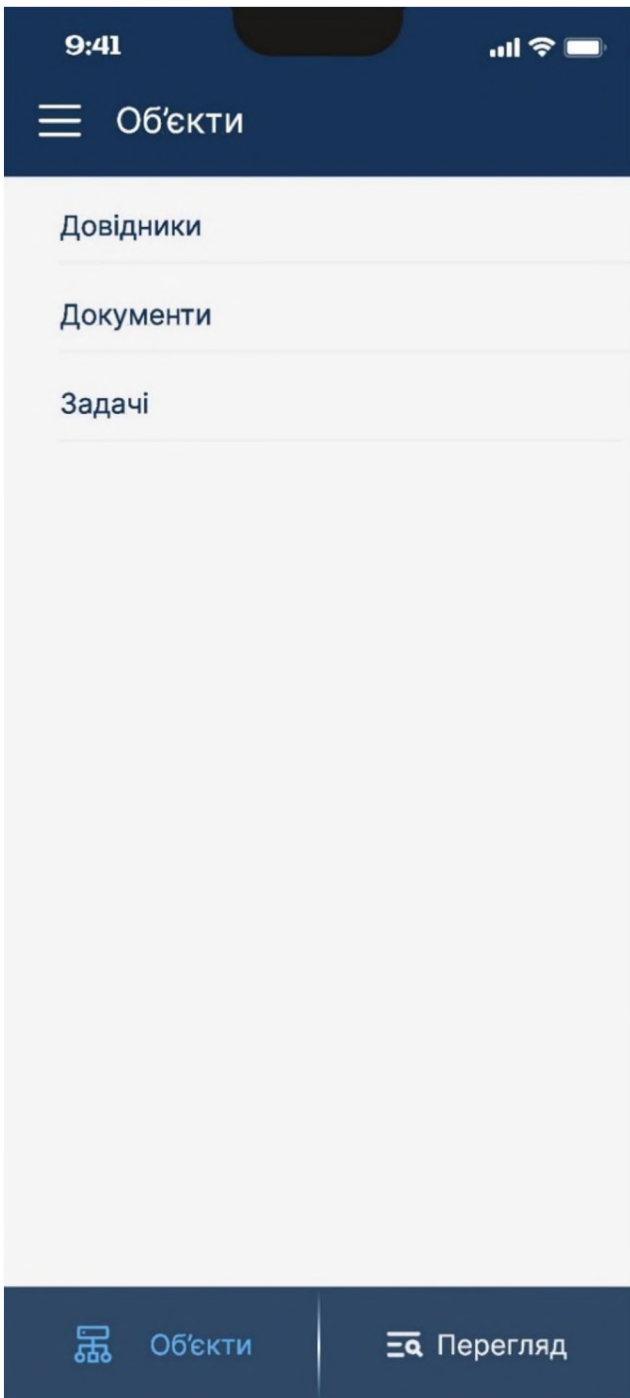 9:41
Об’єкти
Довідники
Документи
Задачі
Об’єкти
Перегляд